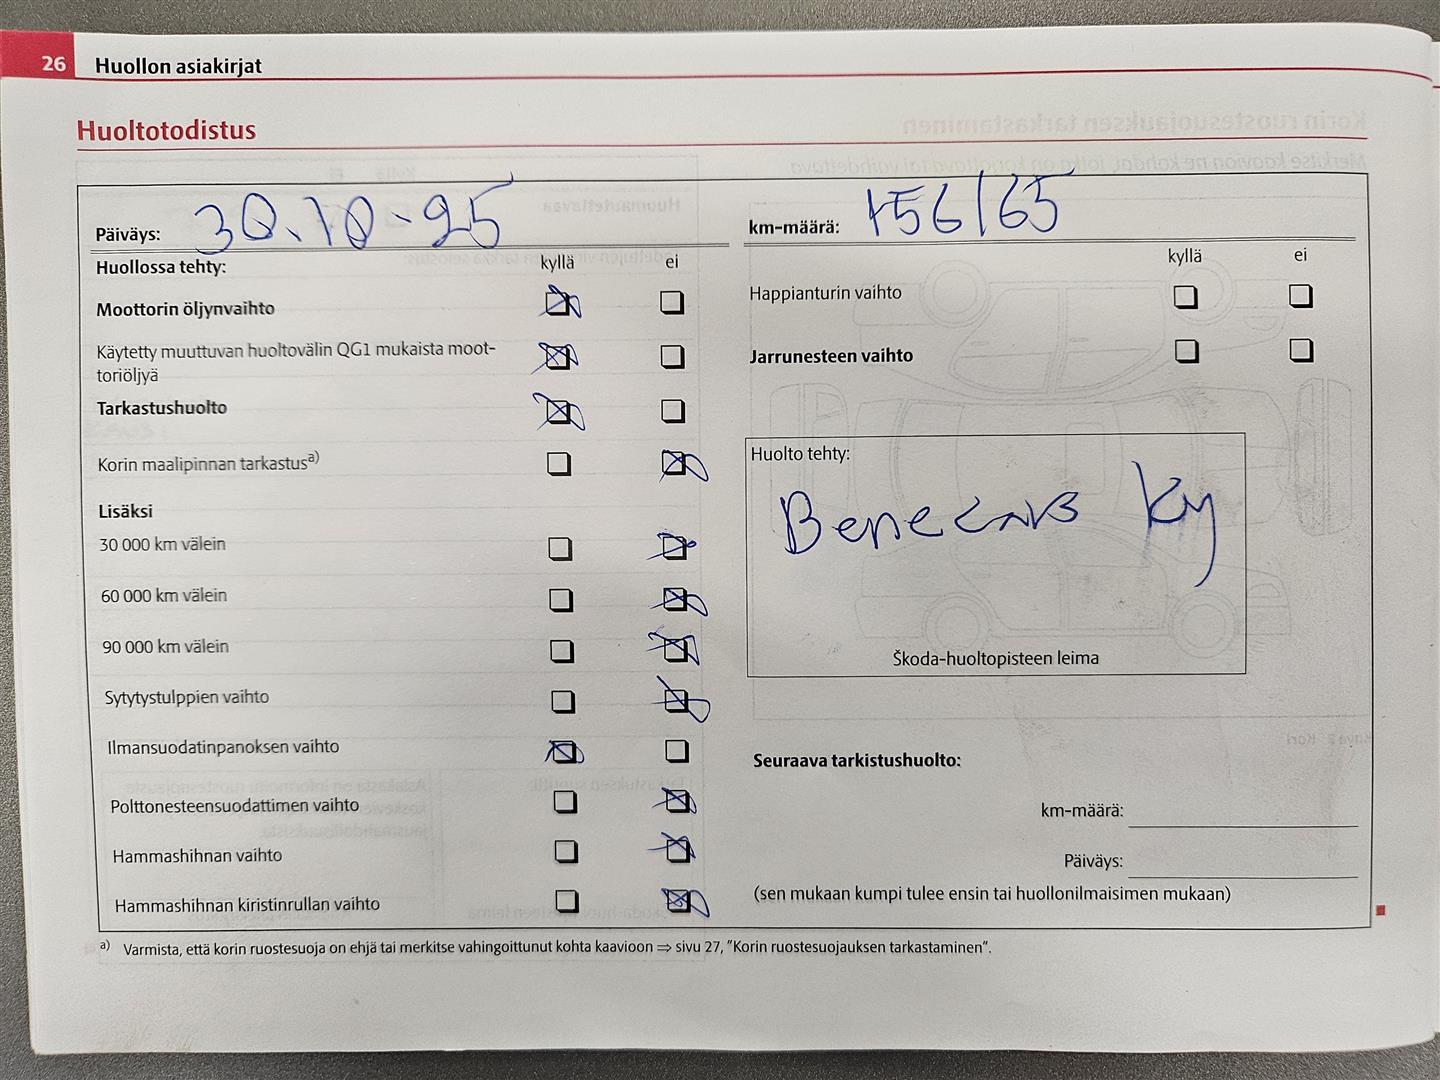 26 Huollon asiakirjat
Huoltotodistus
Päiväys: 30.10-25
km-määrä: 156165
Huollossa tehty: kyllä ei
Moottorin öljynvaihto
Käytetty muuttuvan huoltovälin QG1 mukaista moot-
toriöljyä
Tarkastushuolto
Korin maalipinnan tarkastusa)
Lisäksi
30 000 km välein
60 000 km välein
90 000 km välein
Sytytystulppien vaihto
Ilmansuodatinpanoksen vaihto
Polttonesteensuodattimen vaihto
Hammashihnan vaihto
Hammashihnan kiristinrullan vaihto
kyllä ei
Happianturin vaihto
Jarrunesteen vaihto
Huolto tehty:
Benecars Ky
Škoda-huoltopisteen leima
Seuraava tarkistushuolto:
km-määrä:
Päiväys:
(sen mukaan kumpi tulee ensin tai huollonilmaisimen mukaan)
a) Varmista, että korin ruostesuoja on ehjä tai merkitse vahingoittunut kohta kaavioon ⇒ sivu 27, "Korin ruostesuojauksen tarkastaminen".